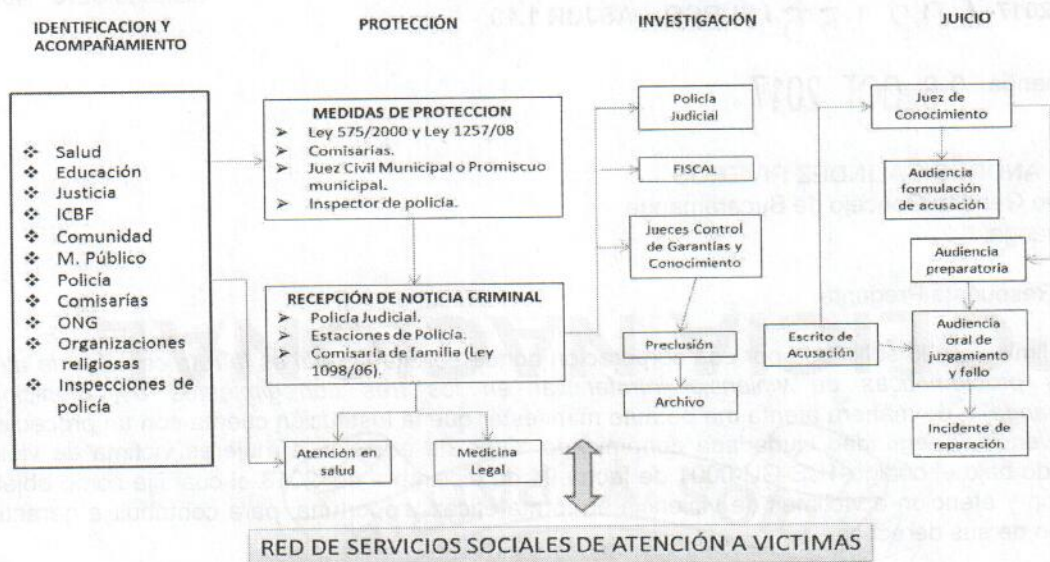 IDENTIFICACION Y
ACOMPAÑAMIENTO
Salud
Educación
Justicia
ICBF
Comunidad
M. Público
Policía
Comisarías
ONG
Organizaciones
religiosas
Inspecciones de
policía
PROTECCIÓN
MEDIDAS DE PROTECCION
Ley 575/2000 y Ley 1257/08
Comisarías.
Juez Civil Municipal o Promiscuo
municipal.
Inspector de policía.
RECEPCIÓN DE NOTICIA CRIMINAL
Policía Judicial.
Estaciones de Policía.
Comisarías de familia (Ley
1098/06).
Atención en
salud
Medicina
Legal
INVESTIGACIÓN
Policía
Judicial
FISCAL
Jueces Control
de Garantías y
Conocimiento
Preclusión
Archivo
Escrito de
Acusación
JUICIO
Juez de
Conocimiento
Audiencia
formulación
de acusación
Audiencia
preparatoria
Audiencia
oral de
juzgamiento
y fallo
Incidente de
reparación
RED DE SERVICIOS SOCIALES DE ATENCIÓN A VICTIMAS